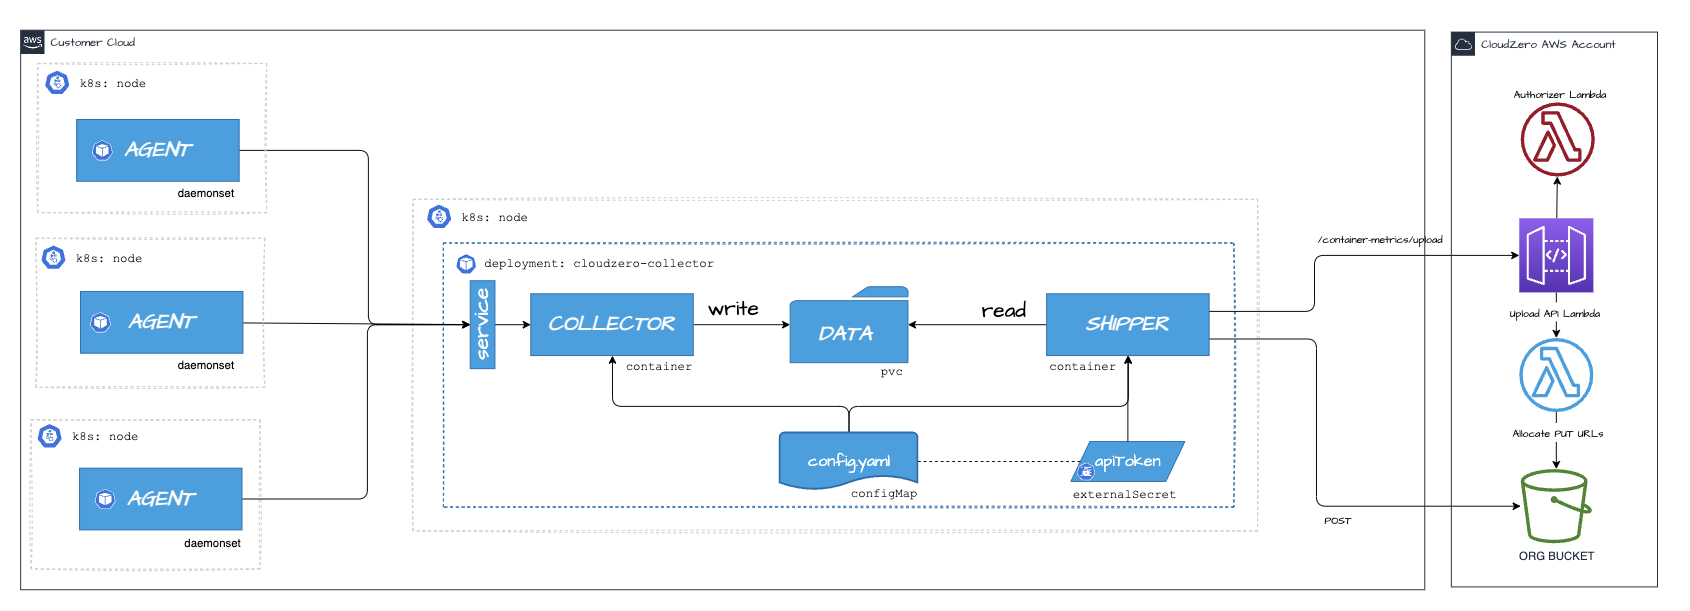 aws
Customer Cloud
k8s: node
AGENT
daemonset
k8s: node
AGENT
daemonset
k8s: node
AGENT
daemonset
k8s: node
deployment: cloudzero-collector
service
COLLECTOR
container
write
DATA
pvc
read
SHIPPER
container
config.yaml
configMap
apiToken
externalSecret
/container-metrics/upload
POST
CloudZero AWS Account
Authorizer Lambda
</>
Upload API Lambda
Allocate PUT URLs
ORG BUCKET